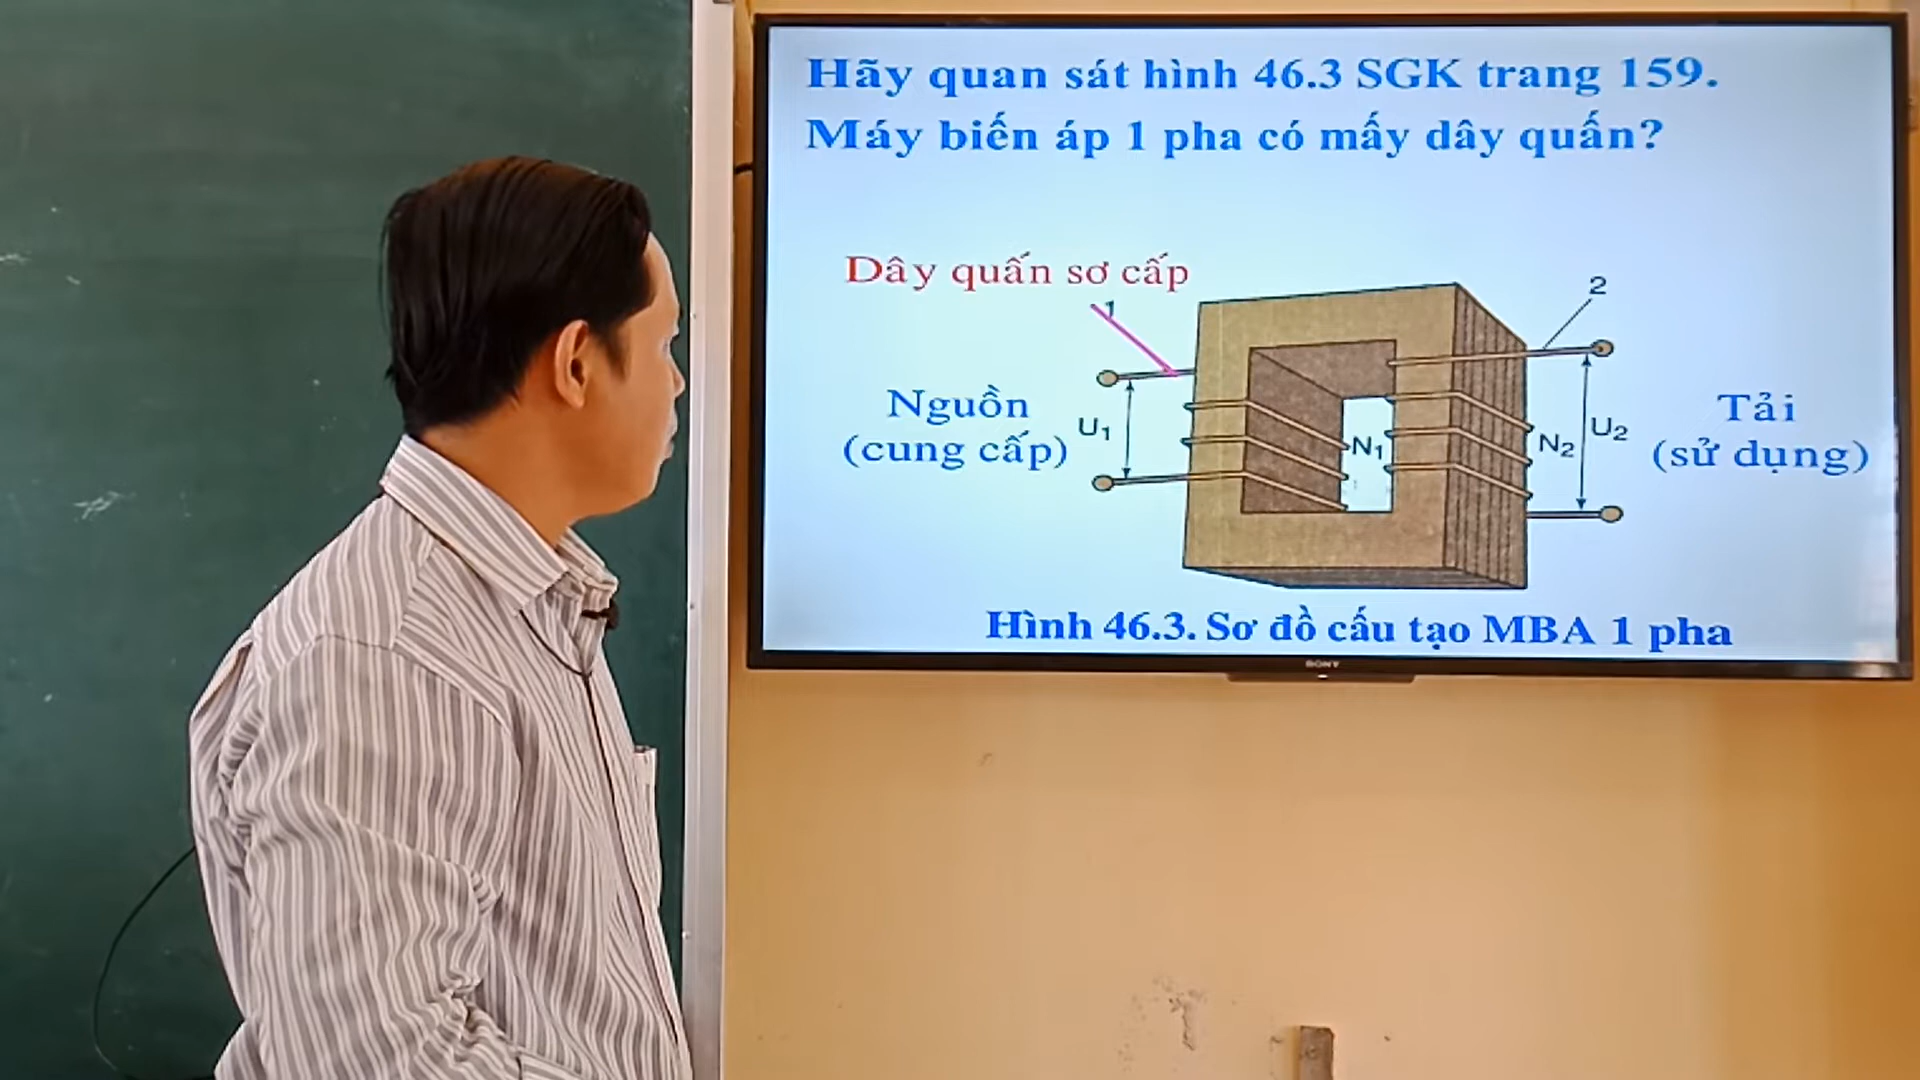 Hãy quan sát hình 46.3 SGK trang 159.
Máy biến áp 1 pha có mấy dây quấn?
Dây quấn sơ cấp
1
2
Nguồn
(cung cấp)
U1
N1
N2
U2
Tải
(sử dụng)
Hình 46.3. Sơ đồ cấu tạo MBA 1 pha
SONY